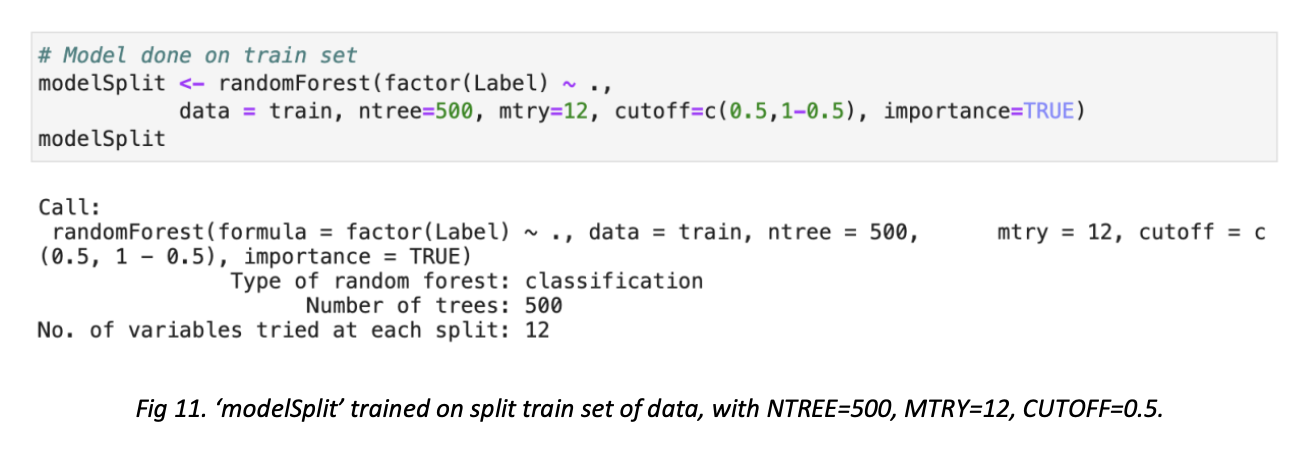 # Model done on train set
modelSplit <- randomForest(factor(Label) ~ .,
data = train, ntree=500, mtry=12, cutoff=c(0.5,1-0.5), importance=TRUE)
modelSplit
Call:
randomForest(formula = factor(Label) ~ ., data = train, ntree = 500,      mtry = 12, cutoff = c
(0.5, 1 - 0.5), importance = TRUE)
Type of random forest: classification
Number of trees: 500
No. of variables tried at each split: 12
Fig 11. ‘modelSplit’ trained on split train set of data, with NTREE=500, MTRY=12, CUTOFF=0.5.